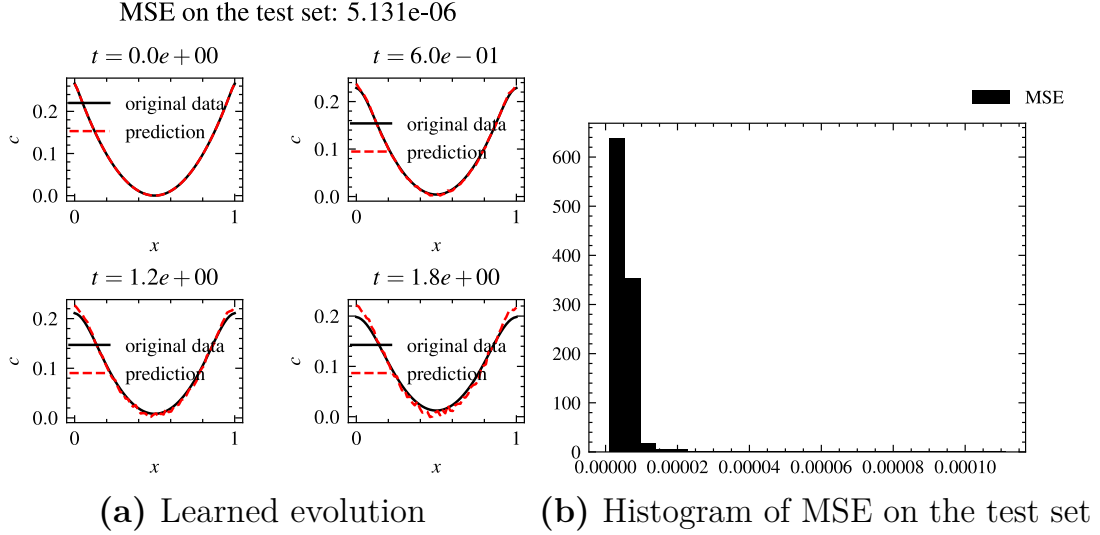 MSE on the test set: 5.131e-06
t = 0.0e + 00
0.2
0.1
0.0
c
original data
prediction
0 1
x
t = 6.0e − 01
0.2
0.1
0.0
c
original data
prediction
0 1
x
t = 1.2e + 00
0.2
0.1
0.0
c
original data
prediction
0 1
x
t = 1.8e + 00
0.2
0.1
0.0
c
original data
prediction
0 1
x
(a) Learned evolution
MSE
600
500
400
300
200
100
0
0.00000 0.00002 0.00004 0.00006 0.00008 0.00010
(b) Histogram of MSE on the test set